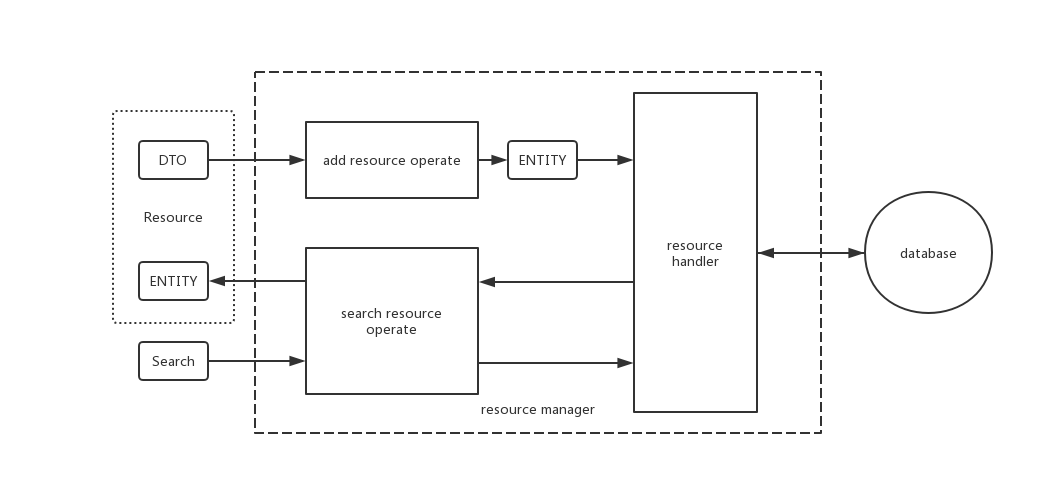 DTO
add resource operate
ENTITY
Resource
resource
handler
database
ENTITY
search resource
operate
Search
resource manager